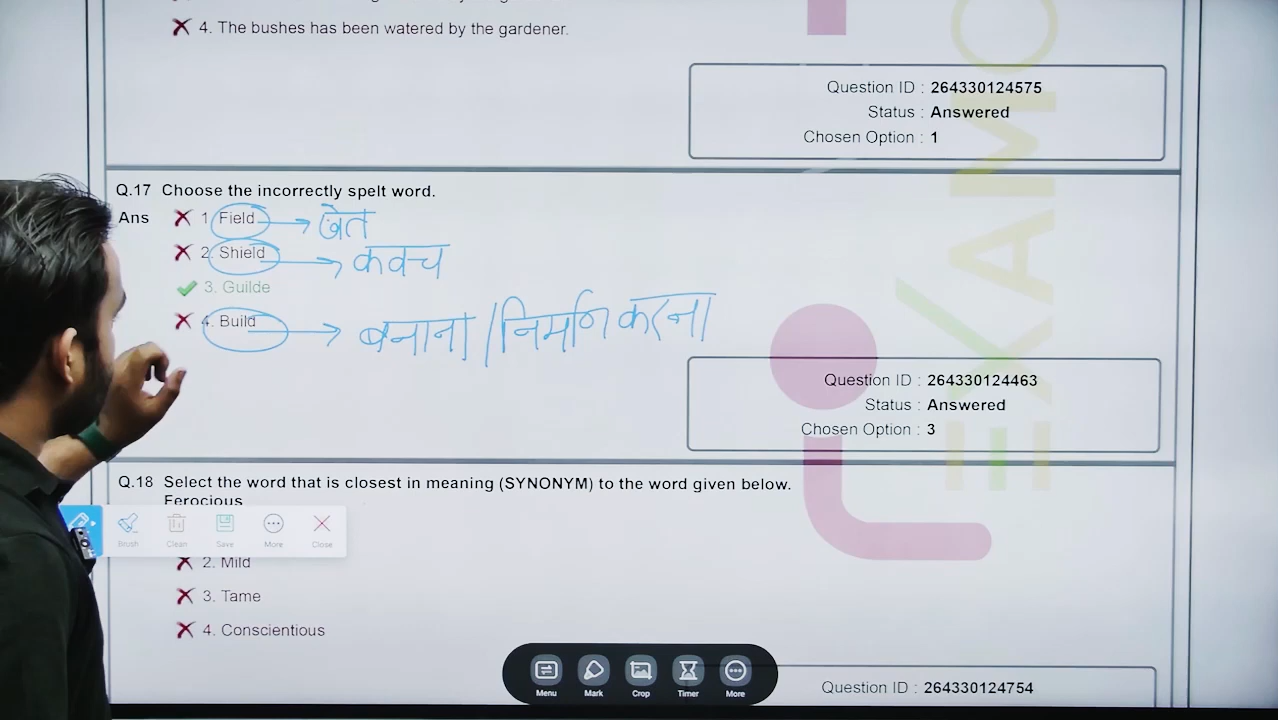 4. The bushes has been watered by the gardener.
Question ID : 264330124575
Status : Answered
Chosen Option : 1
Q.17 Choose the incorrectly spelt word.
Ans 1 Field → खेत
2. Shield → कवच
3. Guilde
4. Build → बनाना / निर्माण करना
Question ID : 264330124463
Status : Answered
Chosen Option : 3
Q.18 Select the word that is closest in meaning (SYNONYM) to the word given below.
Ferocious
Brush Clean Save More Close
2. Mild
3. Tame
4. Conscientious
Menu Mark Crop Timer More
Question ID : 264330124754
EXAMO